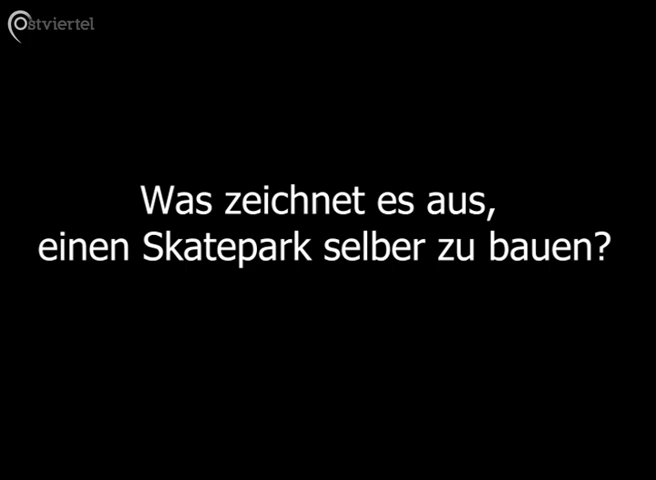 Ostviertel
Was zeichnet es aus,
einen Skatepark selber zu bauen?